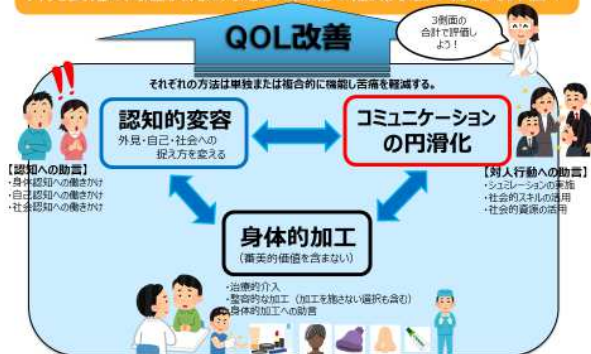 QOL改善
3側面の
合計で評価し
よう！
それぞれの方法は単独または複合的に機能し苦痛を軽減する。
認知的変容
外見・自己・社会への
捉え方を変える
コミュニケーション
の円滑化
【認知への助言】
・身体認知への働きかけ
・自己認知への働きかけ
・社会認知への働きかけ
【対人行動への助言】
・シュミレーションの実施
・社会的スキルの活用
・社会的資源の活用
身体的加工
(審美的価値を含まない)
・治療的介入
・整容的な加工（加工を施さない選択も含む）
・身体的加工への助言